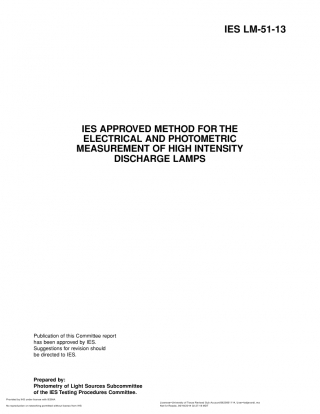 IES LM-51-13
IES APPROVED METHOD FOR THE
ELECTRICAL AND PHOTOMETRIC
MEASUREMENT OF HIGH INTENSITY
DISCHARGE LAMPS
Publication of this Committee report
has been approved by IES.
Suggestions for revision should
be directed to IES.
Prepared by:
Photometry of Light Sources Subcommittee
of the IES Testing Procedures Committee.